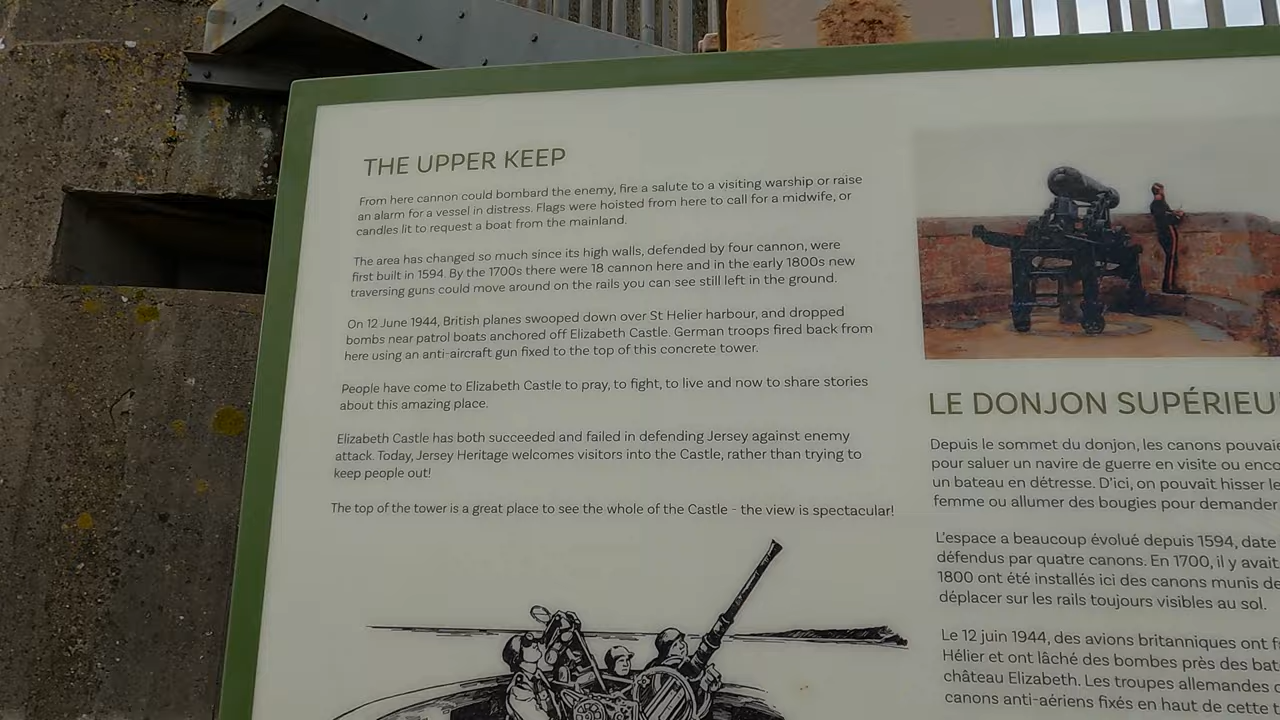 THE UPPER KEEP
From here cannon could bombard the enemy, fire a salute to a visiting warship or raise
an alarm for a vessel in distress. Flags were hoisted from here to call for a midwife, or
candles lit to request a boat from the mainland.
The area has changed so much since its high walls, defended by four cannon, were
first built in 1594. By the 1700s there were 18 cannon here and in the early 1800s new
traversing guns could move around on the rails you can see still left in the ground.
On 12 June 1944, British planes swooped down over St Helier harbour, and dropped
bombs near patrol boats anchored off Elizabeth Castle. German troops fired back from
here using an anti-aircraft gun fixed to the top of this concrete tower.
People have come to Elizabeth Castle to pray, to fight, to live and now to share stories
about this amazing place.
Elizabeth Castle has both succeeded and failed in defending Jersey against enemy
attack. Today, Jersey Heritage welcomes visitors into the Castle, rather than trying to
keep people out!
The top of the tower is a great place to see the whole of the Castle - the view is spectacular!
LE DONJON SUPÉRIEU
Depuis le sommet du donjon, les canons pouvaie
pour saluer un navire de guerre en visite ou enco
un bateau en détresse. D'ici, on pouvait hisser le
femme ou allumer des bougies pour demander
L'espace a beaucoup évolué depuis 1594, date
défendus par quatre canons. En 1700, il y avait
1800 ont été installés ici des canons munis de
déplacer sur les rails toujours visibles au sol.
Le 12 juin 1944, des avions britanniques ont f
Hélier et ont lâché des bombes près des bat
château Elizabeth. Les troupes allemandes
canons anti-aériens fixés en haut de cette t